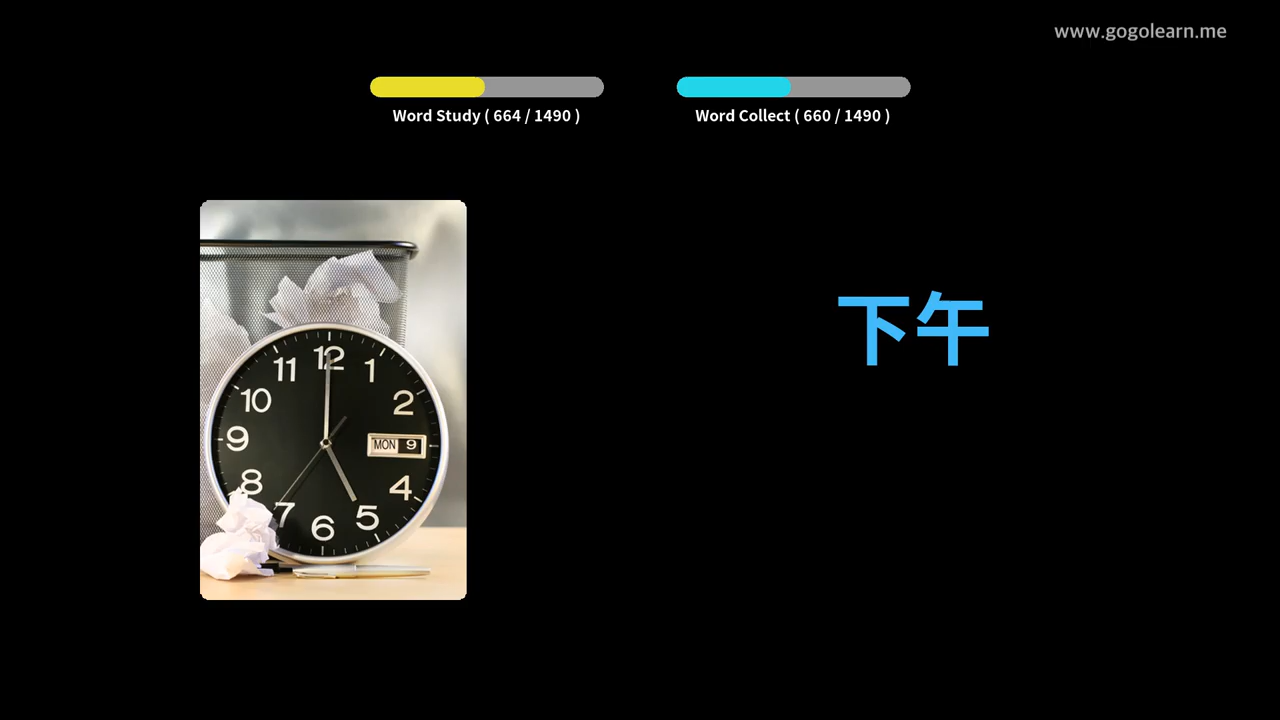 www.gogolearn.me
Word Study ( 664 / 1490 )
Word Collect ( 660 / 1490 )
下午
12
1
2
MON 9
4
5
6
7
8
9
10
11